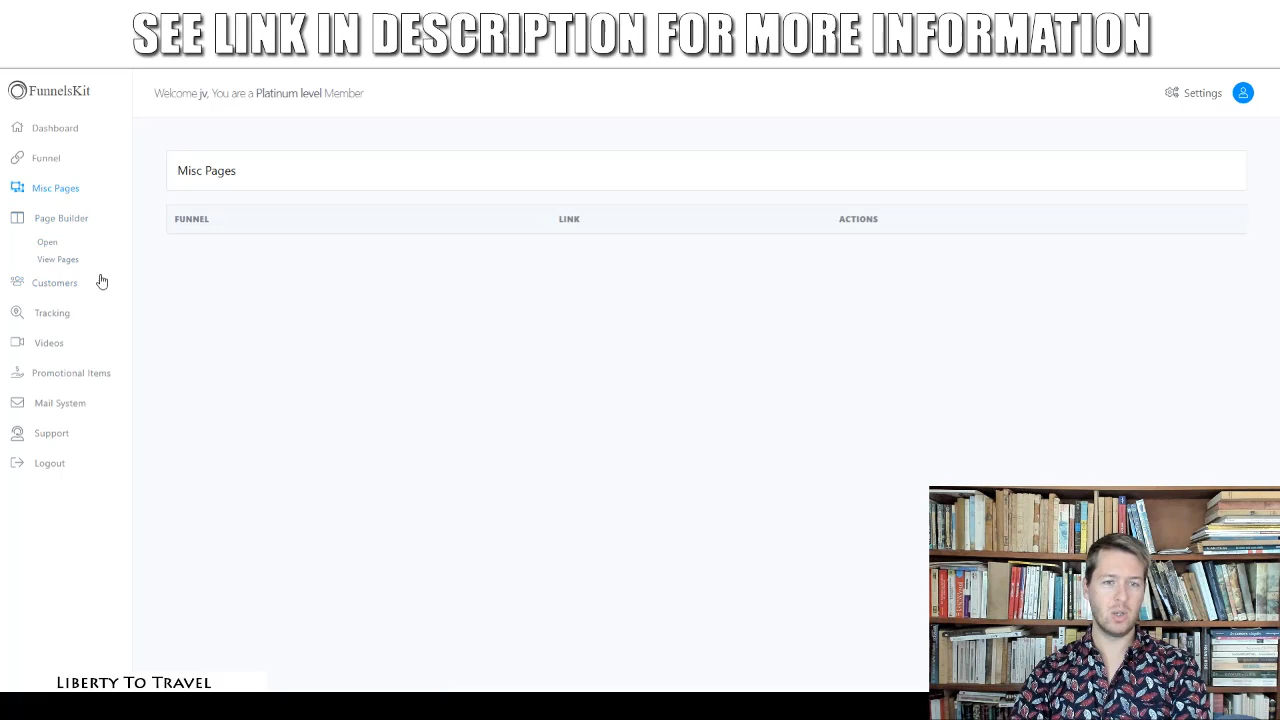 SEE LINK IN DESCRIPTION FOR MORE INFORMATION
FunnelsKit
Welcome jv, You are a Platinum level Member
Settings
Dashboard
Funnel
Misc Pages
Page Builder
Open
View Pages
Customers
Tracking
Videos
Promotional Items
Mail System
Support
Logout
Misc Pages
FUNNEL LINK ACTIONS
LIBERTY TO TRAVEL